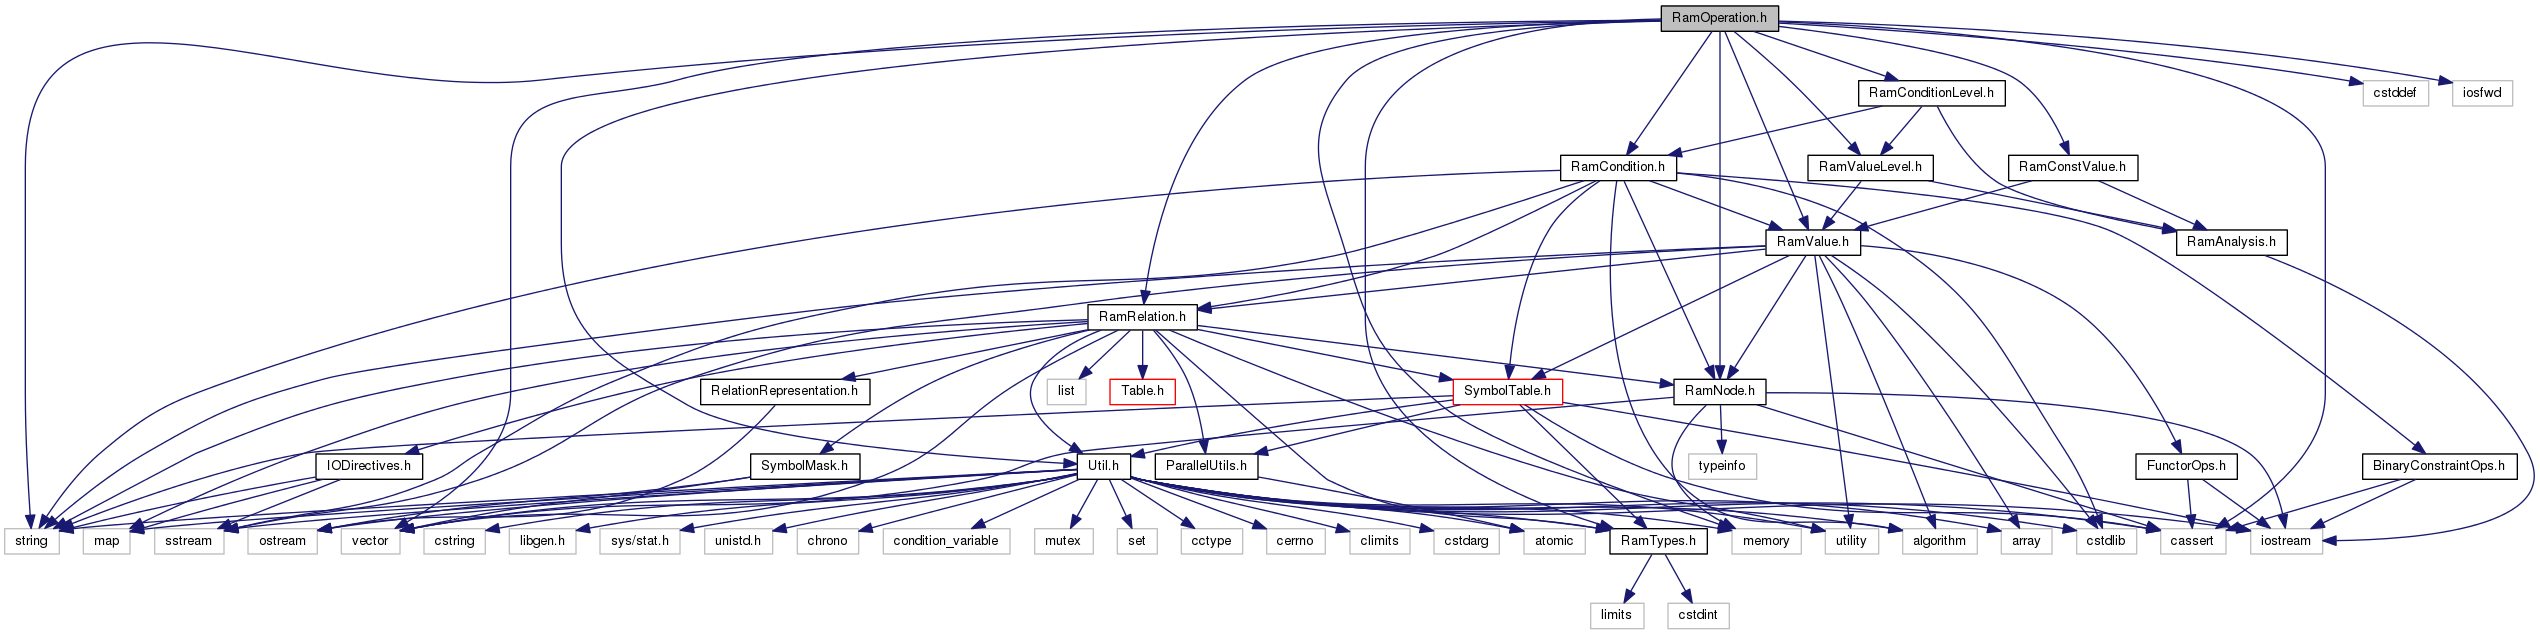 RamOperation.h
RamConditionLevel.h
cstddef
iosfwd
RamCondition.h
RamValueLevel.h
RamConstValue.h
RamValue.h
RamAnalysis.h
RamRelation.h
RelationRepresentation.h
list
Table.h
SymbolTable.h
RamNode.h
IODirectives.h
SymbolMask.h
Util.h
ParallelUtils.h
typeinfo
FunctorOps.h
BinaryConstraintOps.h
string
map
sstream
ostream
vector
cstring
libgen.h
sys/stat.h
unistd.h
chrono
condition_variable
mutex
set
cctype
cerrno
climits
cstdarg
atomic
RamTypes.h
memory
utility
algorithm
array
cstdlib
cassert
iostream
limits
cstdint